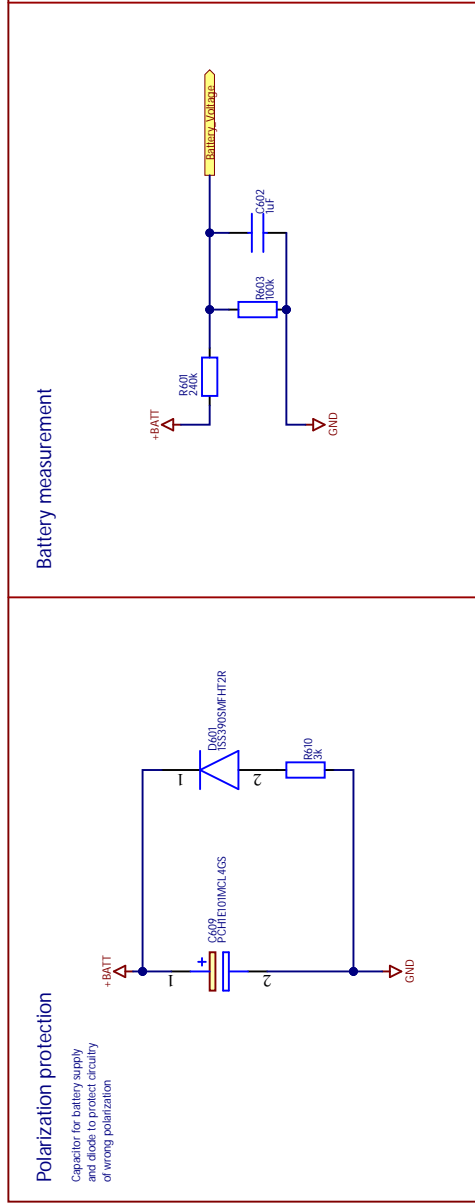 Polarization protection
Capacitor for battery supply
and diode to protect circuitry
of wrong polarization
+BATT
1
C609
PCH1E101MCL4GS
+
2
1
D601
1SS390SMFHT2R
2
R610
3k
GND
Battery measurement
+BATT
R601
240k
R603
100k
C602
1uF
Battery_Voltage
GND